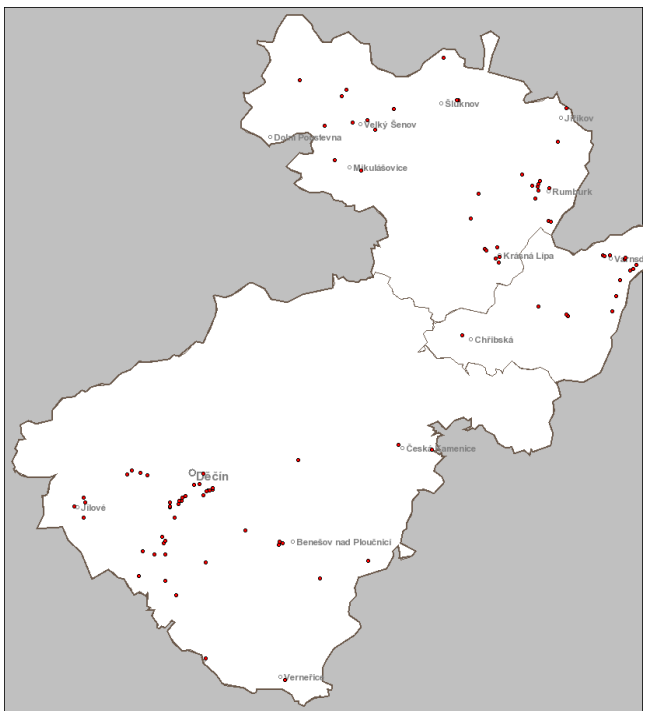 Šluknov
Jiříkov
Velký Šenov
Dolní Poustevna
Mikulášovice
Rumburk
Krásná Lípa
Varnsd
Chřibská
Česká Kamenice
Děčín
Jílové
Benešov nad Ploučnicí
Verneřice